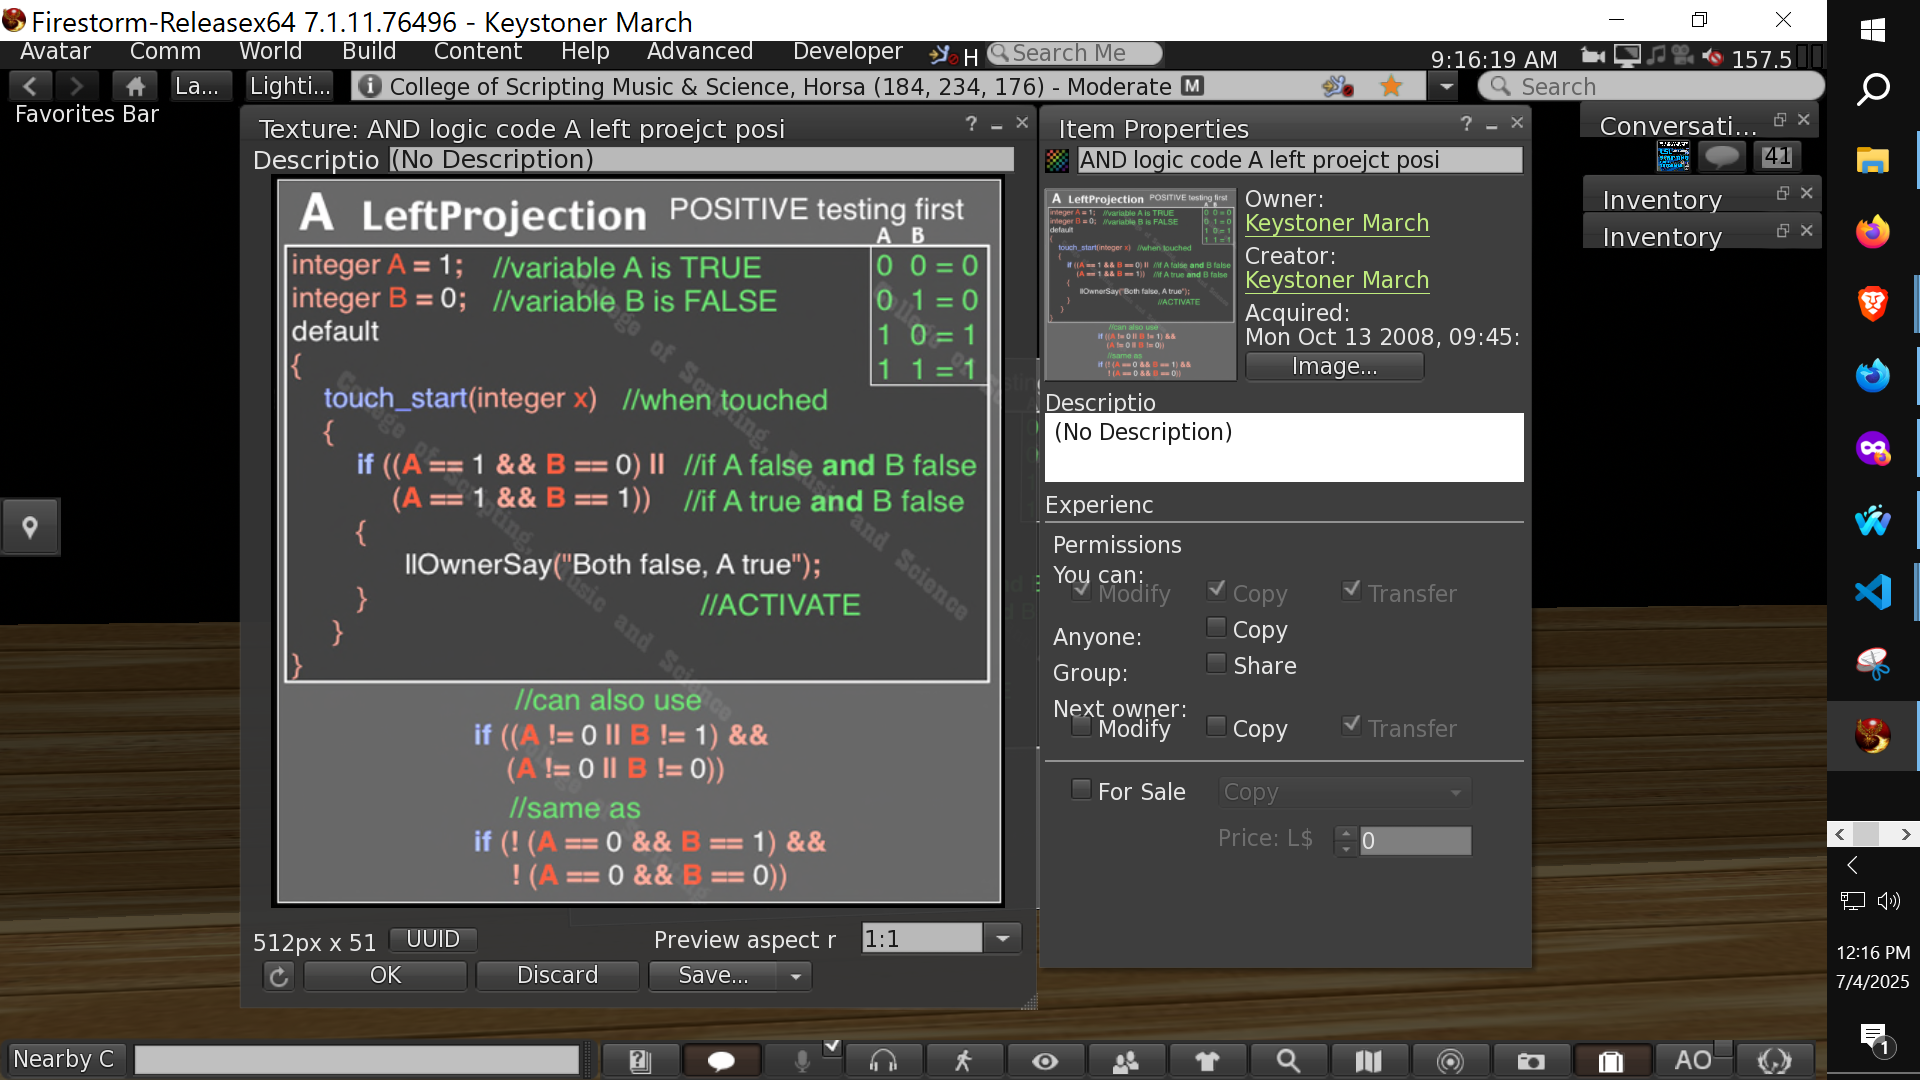 Firestorm-Releasex64 7.1.11.76496 - Keystoner March
Avatar Comm World Build Content Help Advanced Developer H Search Me 9:16:19 AM 157.5
La... Lighti... College of Scripting Music & Science, Horsa (184, 234, 176) - Moderate M Search
Favorites Bar
Texture: AND logic code A left proejct posi
Descriptio (No Description)
A LeftProjection POSITIVE testing first
A B
integer A = 1; //variable A is TRUE 0 0 = 0
integer B = 0; //variable B is FALSE 0 1 = 0
default 1 0 = 1
{ 1 1 = 1
touch_start(integer x) //when touched
{
if ((A == 1 && B == 0) || //if A false and B false
(A == 1 && B == 1)) //if A true and B false
{
llOwnerSay("Both false, A true");
} //ACTIVATE
}
}
//can also use
if ((A != 0 || B != 1) &&
(A != 0 || B != 0))
//same as
if (! (A == 0 && B == 1) &&
! (A == 0 && B == 0))
College of Scripting, Music and Science
512px x 51 UUID Preview aspect r 1:1
OK Discard Save...
Item Properties
AND logic code A left proejct posi
Owner:
Keystoner March
Creator:
Keystoner March
Acquired:
Mon Oct 13 2008, 09:45:
Image...
Descriptio
(No Description)
Experienc
Permissions
You can:
Modify Copy Transfer
Anyone: Copy
Group: Share
Next owner:
Modify Copy Transfer
For Sale Copy
Price: L$ 0
Conversati...
41
Inventory
Inventory
Nearby C
AO
12:16 PM
7/4/2025
1